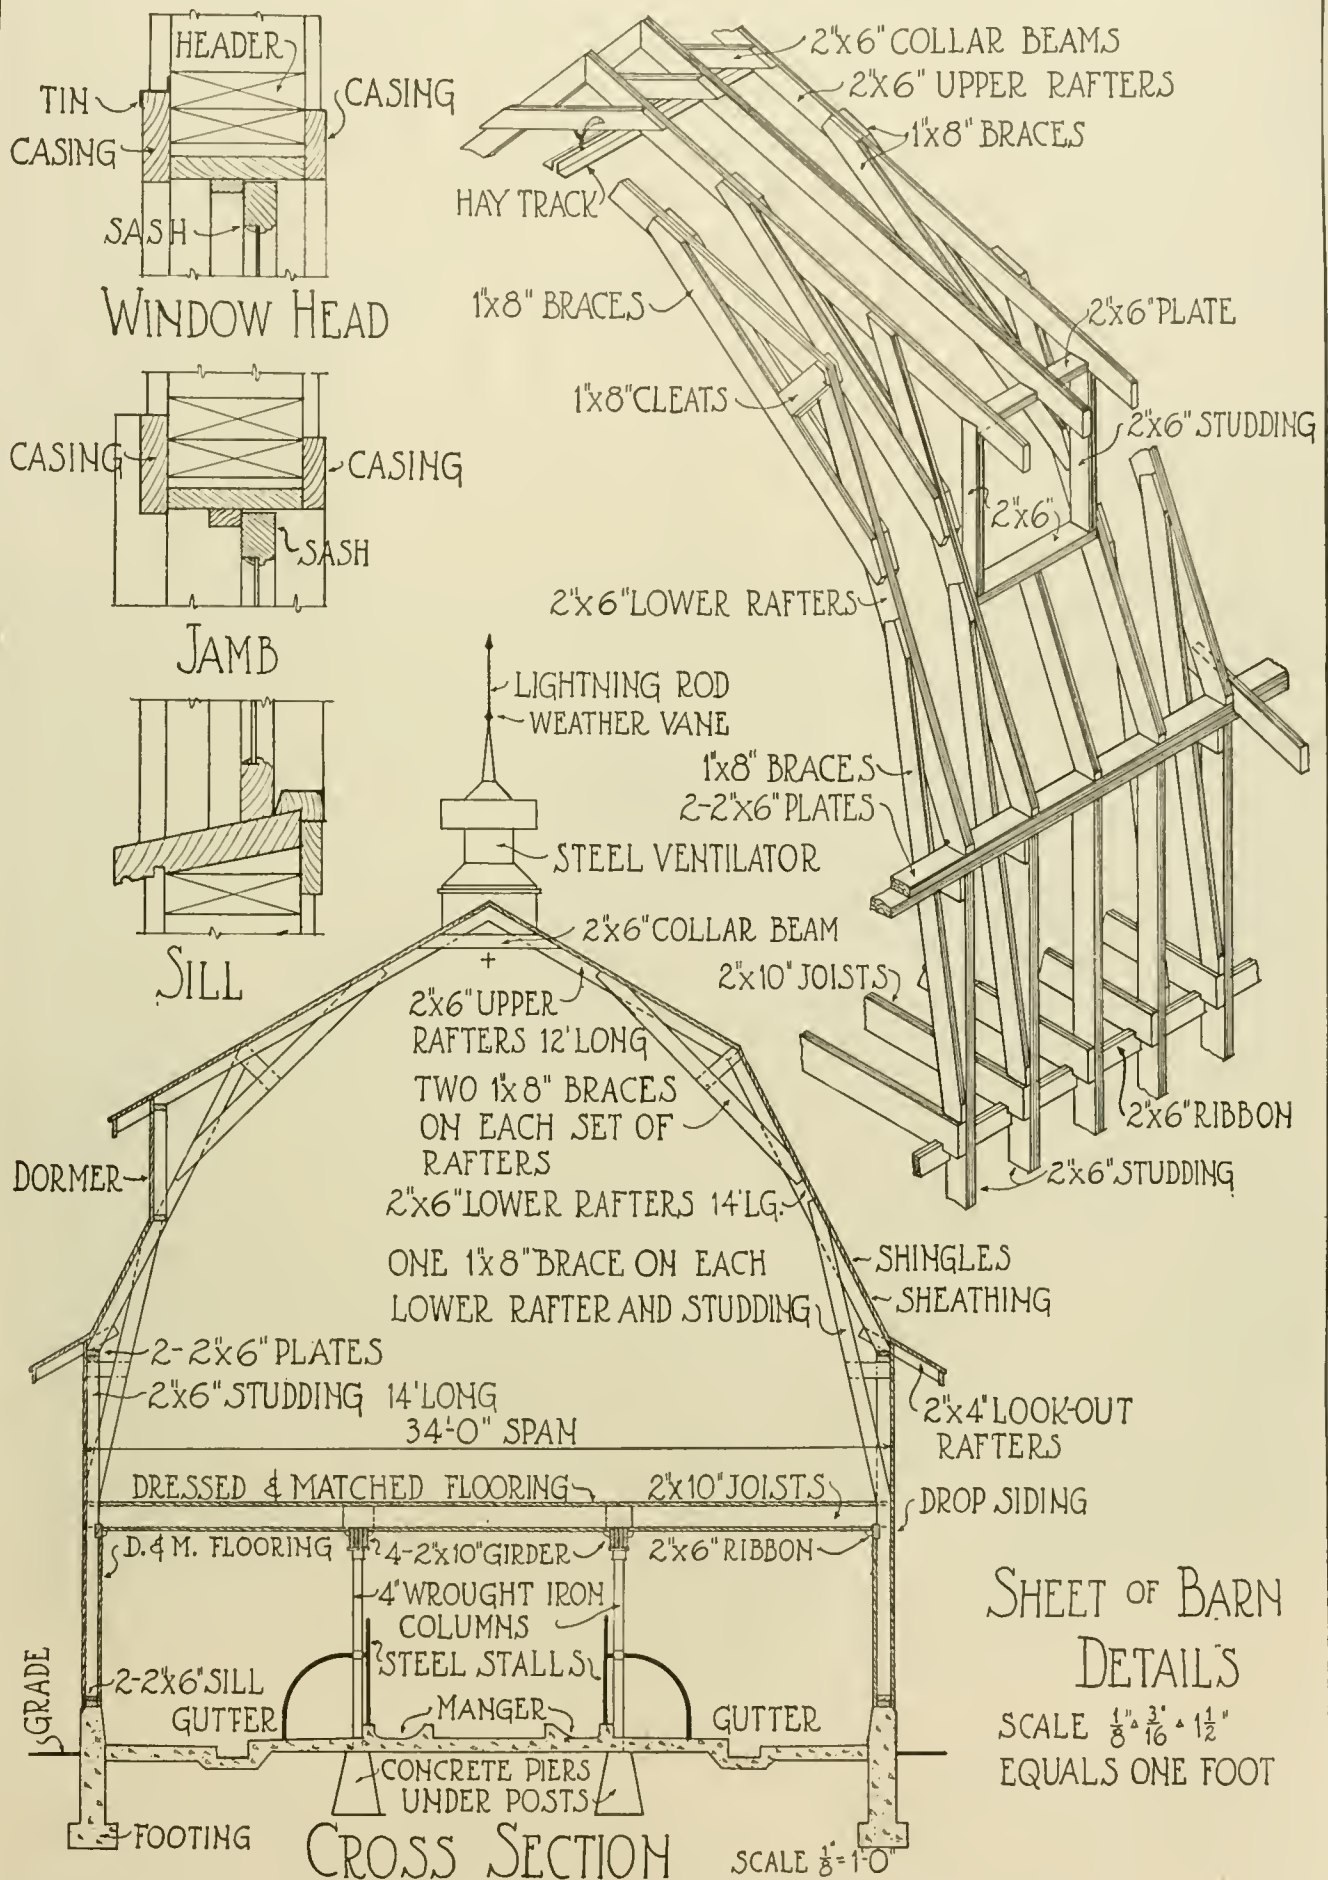 HEADER
TIN
CASING
CASING
SASH
WINDOW HEAD
CASING
CASING
SASH
JAMB
SILL
2"X6" COLLAR BEAMS
2"X6" UPPER RAFTERS
1"X8" BRACES
HAY TRACK
1"X8" BRACES
2"X6" PLATE
1"X8" CLEATS
2"X6" STUDDING
2"X6"
2"X6" LOWER RAFTERS
1"X8" BRACES
2-2"X6" PLATES
2"X10" JOISTS
2"X6" RIBBON
2"X6" STUDDING
LIGHTNING ROD
WEATHER VANE
STEEL VENTILATOR
2"X6" COLLAR BEAM
2"X6" UPPER
RAFTERS 12' LONG
TWO 1"X8" BRACES
ON EACH SET OF
RAFTERS
DORMER
2"X6" LOWER RAFTERS 14' LG.
ONE 1"X8" BRACE ON EACH
LOWER RAFTER AND STUDDING
SHINGLES
SHEATHING
2-2"X6" PLATES
2"X6" STUDDING 14' LONG
34'-0" SPAN
2"X4" LOOK-OUT
RAFTERS
DRESSED & MATCHED FLOORING
2"X10" JOISTS
DROP SIDING
D. & M. FLOORING
4-2"X10" GIRDER
2"X6" RIBBON
4" WROUGHT IRON
COLUMNS
STEEL STALLS
GRADE
2-2"X6" SILL
GUTTER
MANGER
GUTTER
CONCRETE PIERS
UNDER POSTS
FOOTING
CROSS SECTION
SCALE 1/8" = 1'-0"
SHEET OF BARN
DETAILS
SCALE 1/8" & 3/16" & 1 1/2"
EQUALS ONE FOOT